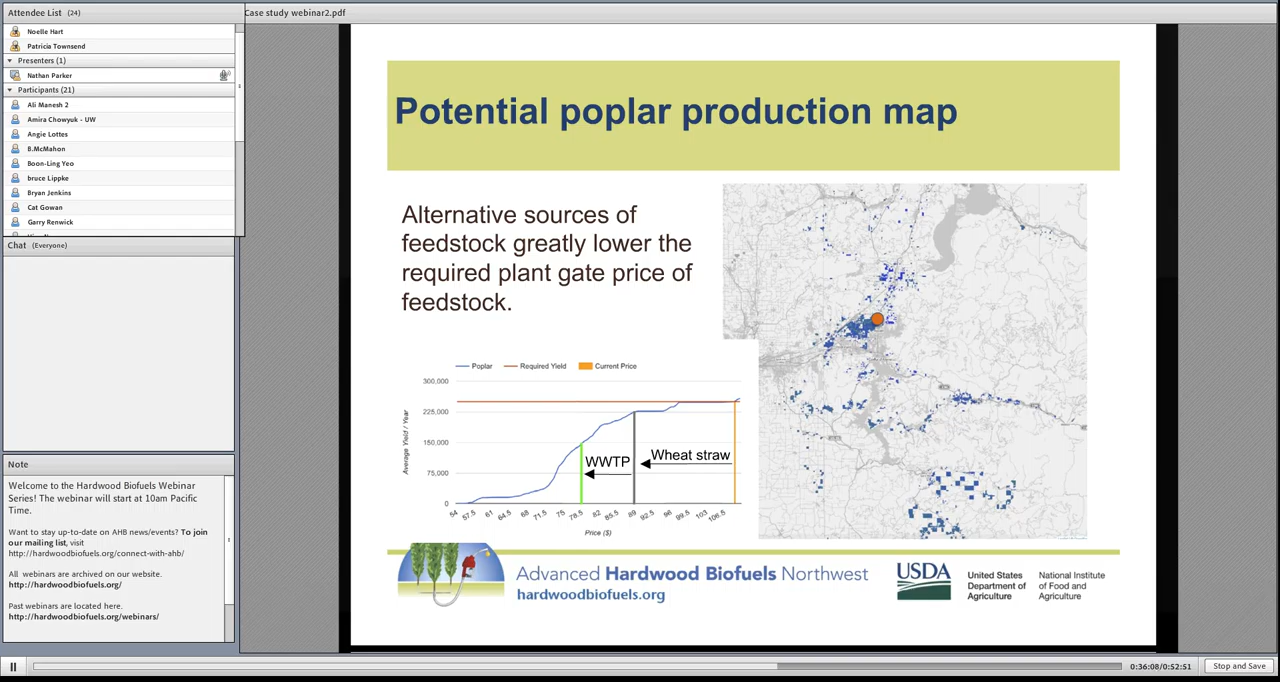 Attendee List (24)
Case study webinar2.pdf
Noelle Hart
Patricia Townsend
Presenters (1)
Nathan Parker
Participants (21)
Ali Manesh 2
Amira Chowyuk - UW
Angie Lottes
B.McMahon
Boon-Ling Yeo
bruce Lippke
Bryan Jenkins
Cat Gowan
Garry Renwick
Chat (Everyone)
Note
Welcome to the Hardwood Biofuels Webinar
Series! The webinar will start at 10am Pacific
Time.
Want to stay up-to-date on AHB news/events? To join
our mailing list, visit
http://hardwoodbiofuels.org/connect-with-ahb/
All webinars are archived on our website.
http://hardwoodbiofuels.org/
Past webinars are located here.
http://hardwoodbiofuels.org/webinars/
Potential poplar production map
Alternative sources of
feedstock greatly lower the
required plant gate price of
feedstock.
Poplar Required Yield Current Price
Average Yield / Year
300,000
225,000
150,000
75,000
0
WWTP
Wheat straw
54 57.5 61 64.5 68 71.5 75 78.5 82 85.5 89 92.5 96 99.5 103 106.5
Price ($)
Advanced Hardwood Biofuels Northwest
hardwoodbiofuels.org
USDA
United States
Department of
Agriculture
National Institute
of Food and
Agriculture
0:36:08/0:52:51
Stop and Save